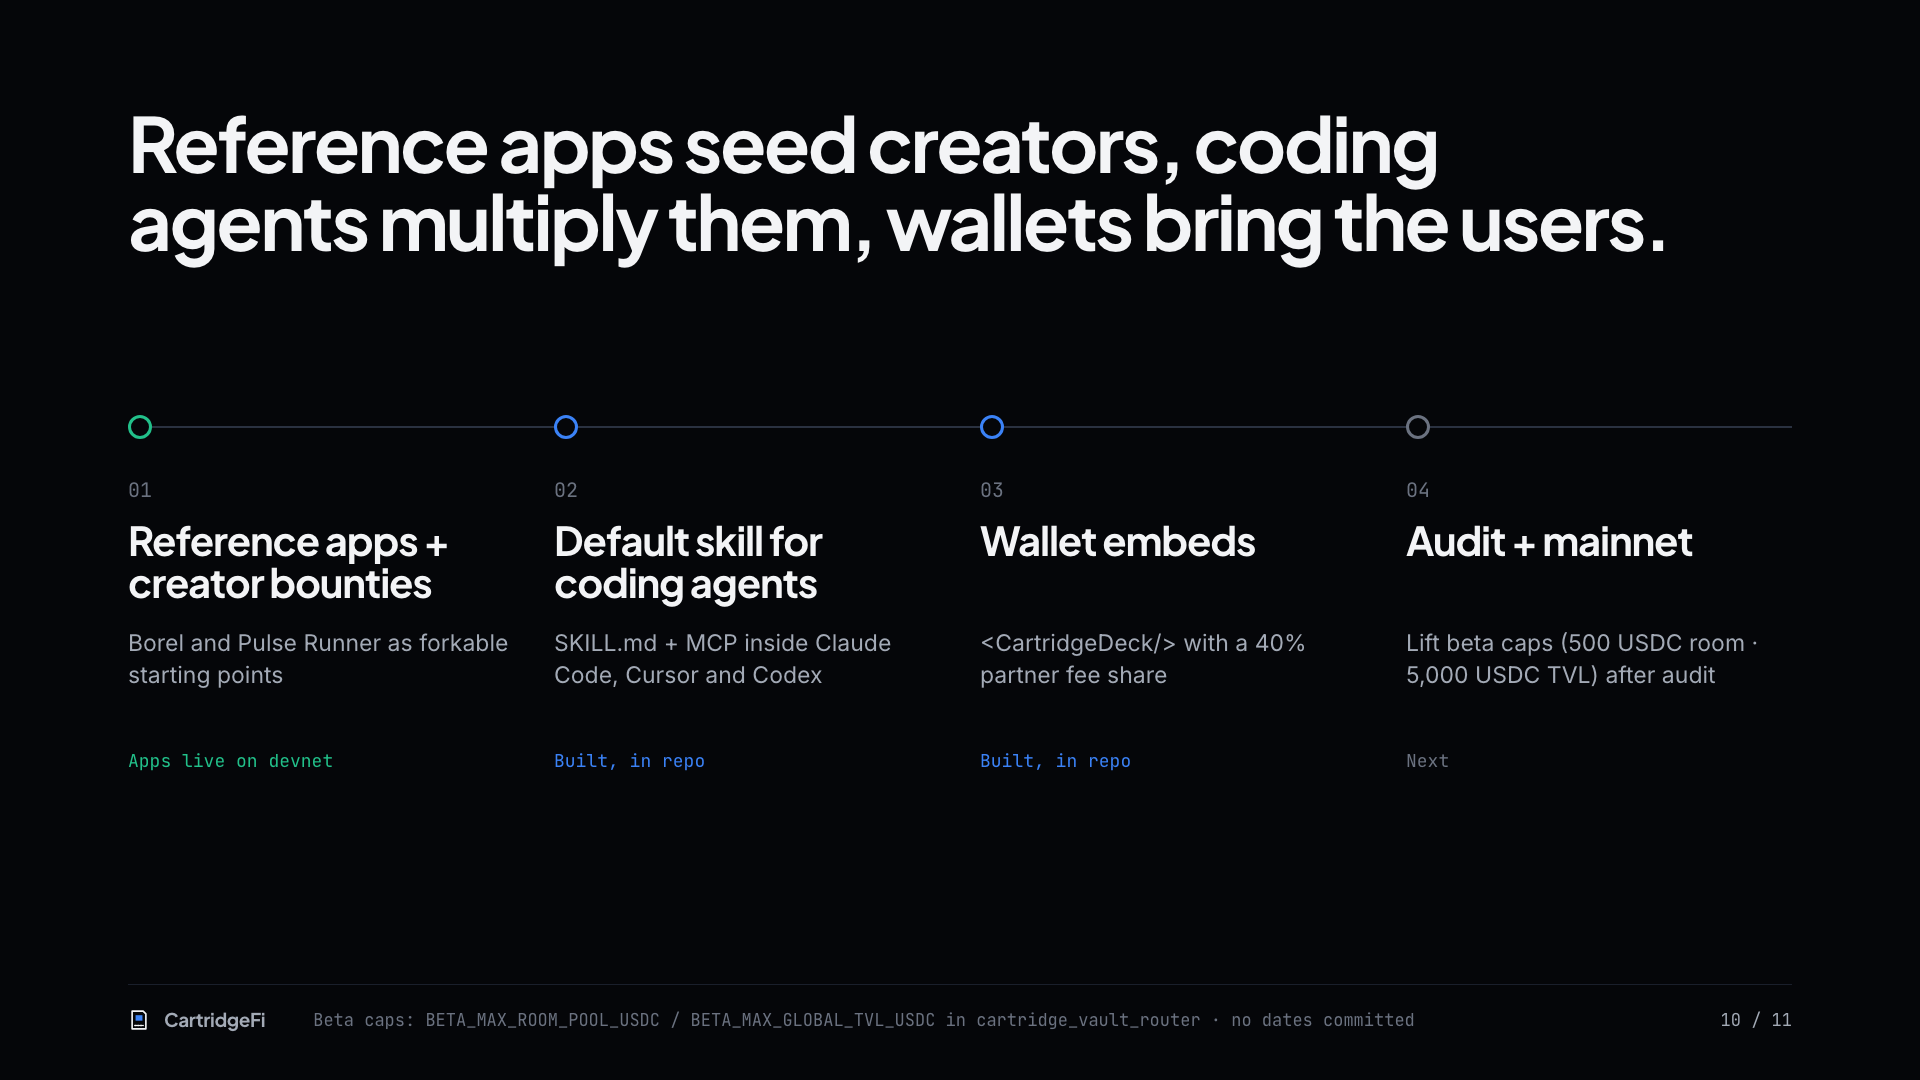 Reference apps seed creators, coding
agents multiply them, wallets bring the users.
01
Reference apps +
creator bounties
Borel and Pulse Runner as forkable
starting points
Apps live on devnet
02
Default skill for
coding agents
SKILL.md + MCP inside Claude
Code, Cursor and Codex
Built, in repo
03
Wallet embeds
<CartridgeDeck/> with a 40%
partner fee share
Built, in repo
04
Audit + mainnet
Lift beta caps (500 USDC room ·
5,000 USDC TVL) after audit
Next
CartridgeFi
Beta caps: BETA_MAX_ROOM_POOL_USDC / BETA_MAX_GLOBAL_TVL_USDC in cartridge_vault_router · no dates committed
10 / 11